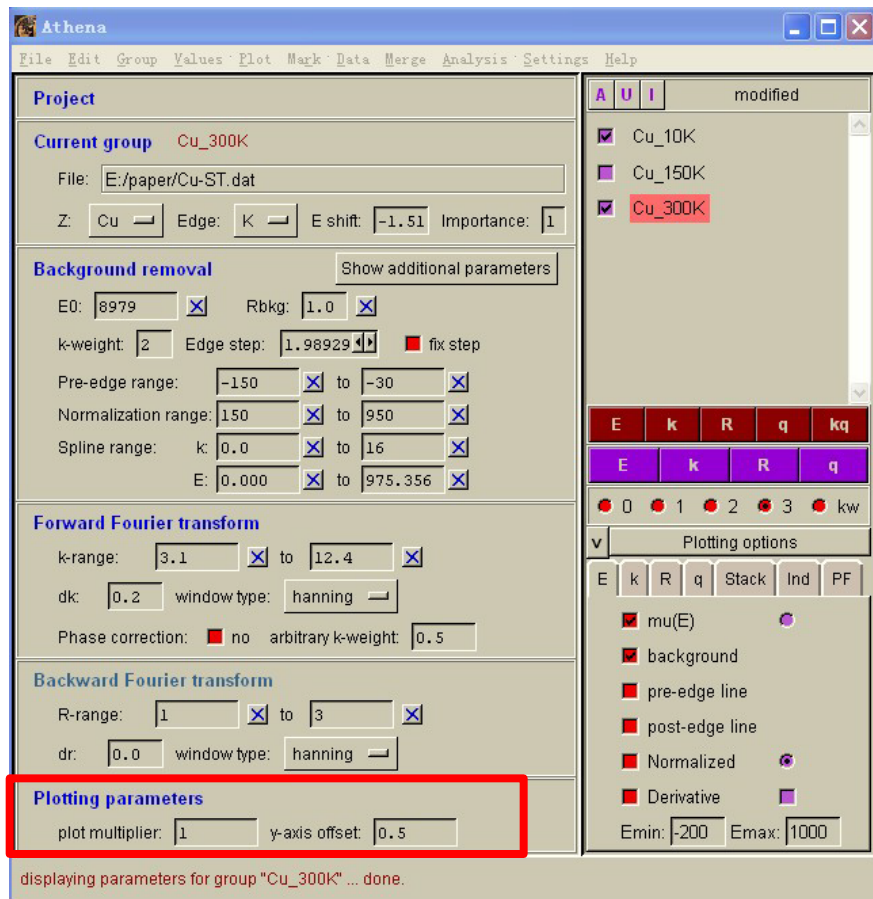 Athena
File Edit Group Values Plot Mark Data Merge Analysis Settings Help
Project
Current group Cu_300K
File: E:/paper/Cu-ST.dat
Z: Cu Edge: K E shift: -1.51 Importance: 1
Background removal Show additional parameters
E0: 8979 X Rbkg: 1.0 X
k-weight: 2 Edge step: 1.98929 fix step
Pre-edge range: -150 X to -30 X
Normalization range: 150 X to 950 X
Spline range: k: 0.0 X to 16 X
E: 0.000 X to 975.356 X
Forward Fourier transform
k-range: 3.1 X to 12.4 X
dk: 0.2 window type: hanning
Phase correction: no arbitrary k-weight: 0.5
Backward Fourier transform
R-range: 1 X to 3 X
dr: 0.0 window type: hanning
Plotting parameters
plot multiplier: 1 y-axis offset: 0.5
A U I modified
Cu_10K
Cu_150K
Cu_300K
E k R q kq
E k R q
0 1 2 3 kw
v Plotting options
E k R q Stack Ind PF
mu(E)
background
pre-edge line
post-edge line
Normalized
Derivative
Emin: -200 Emax: 1000
displaying parameters for group "Cu_300K" ... done.